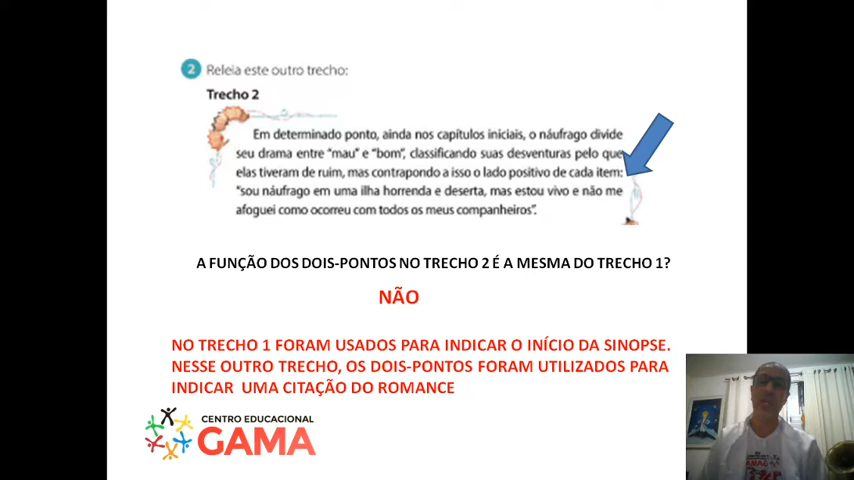 2 Releia este outro trecho:
Trecho 2
Em determinado ponto, ainda nos capítulos iniciais, o náufrago divide
seu drama entre "mau" e "bom", classificando suas desventuras pelo que
elas tiveram de ruim, mas contrapondo a isso o lado positivo de cada item:
"sou náufrago em uma ilha horrenda e deserta, mas estou vivo e não me
afoguei como ocorreu com todos os meus companheiros".
A FUNÇÃO DOS DOIS-PONTOS NO TRECHO 2 É A MESMA DO TRECHO 1?
NÃO
NO TRECHO 1 FORAM USADOS PARA INDICAR O INÍCIO DA SINOPSE.
NESSE OUTRO TRECHO, OS DOIS-PONTOS FORAM UTILIZADOS PARA
INDICAR UMA CITAÇÃO DO ROMANCE
CENTRO EDUCACIONAL
GAMA